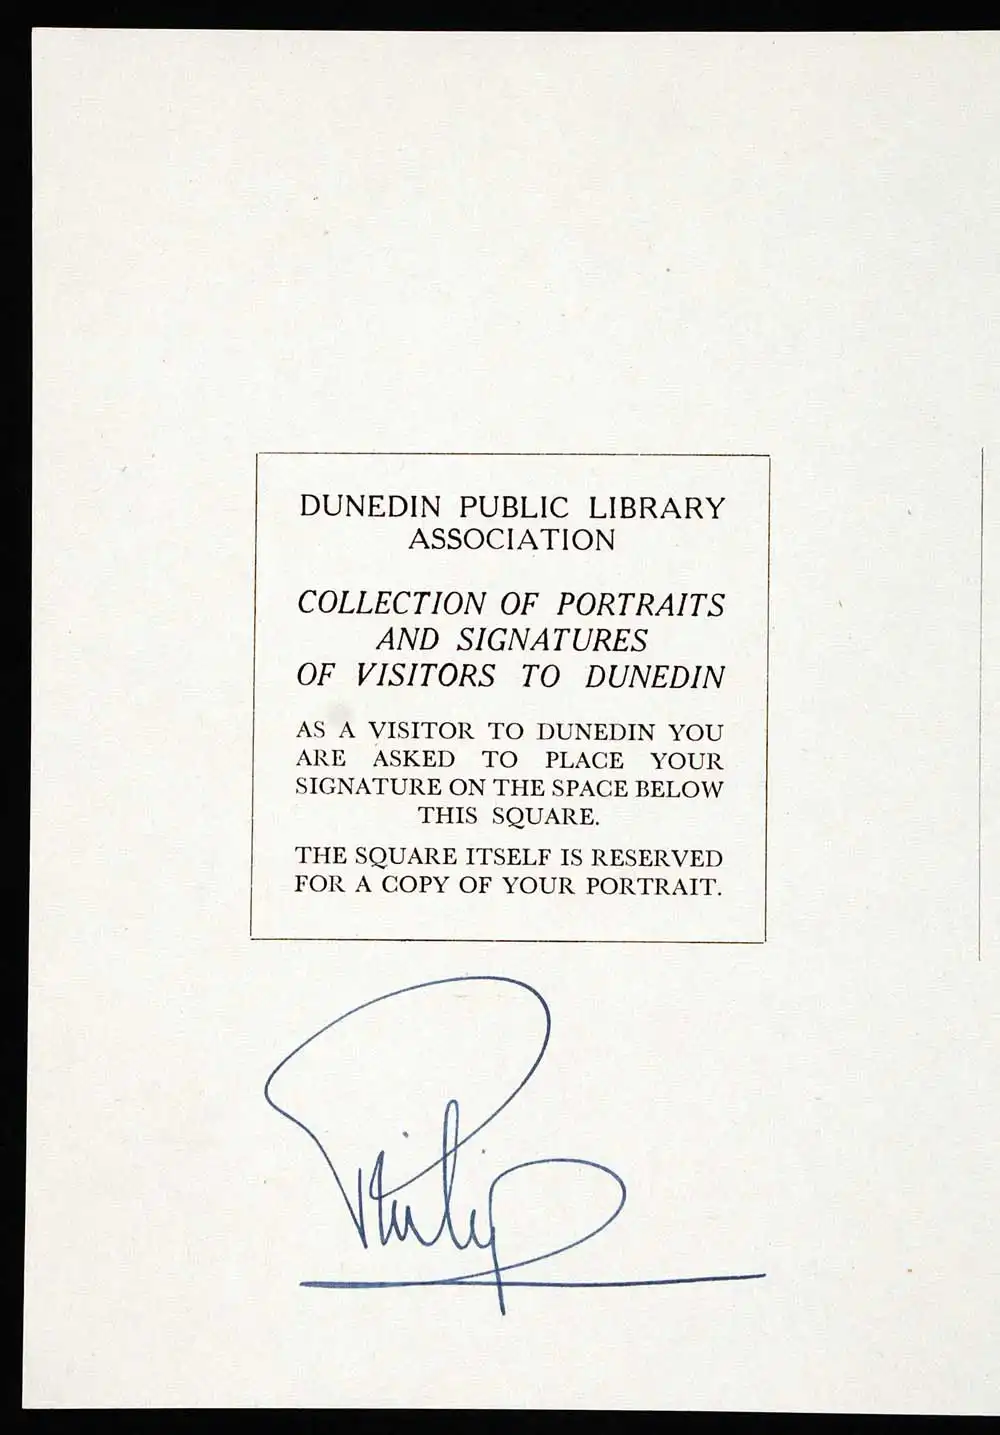 DUNEDIN PUBLIC LIBRARY
ASSOCIATION
COLLECTION OF PORTRAITS
AND SIGNATURES
OF VISITORS TO DUNEDIN
AS A VISITOR TO DUNEDIN YOU
ARE ASKED TO PLACE YOUR
SIGNATURE ON THE SPACE BELOW
THIS SQUARE.
THE SQUARE ITSELF IS RESERVED
FOR A COPY OF YOUR PORTRAIT.
Philip